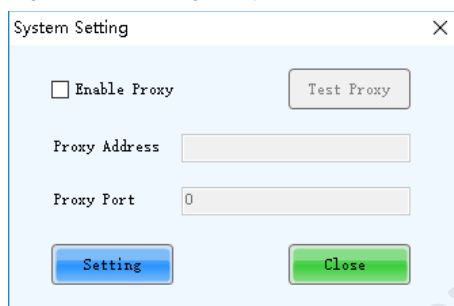 System Setting
Enable Proxy
Test Proxy
Proxy Address
Proxy Port
0
Setting
Close